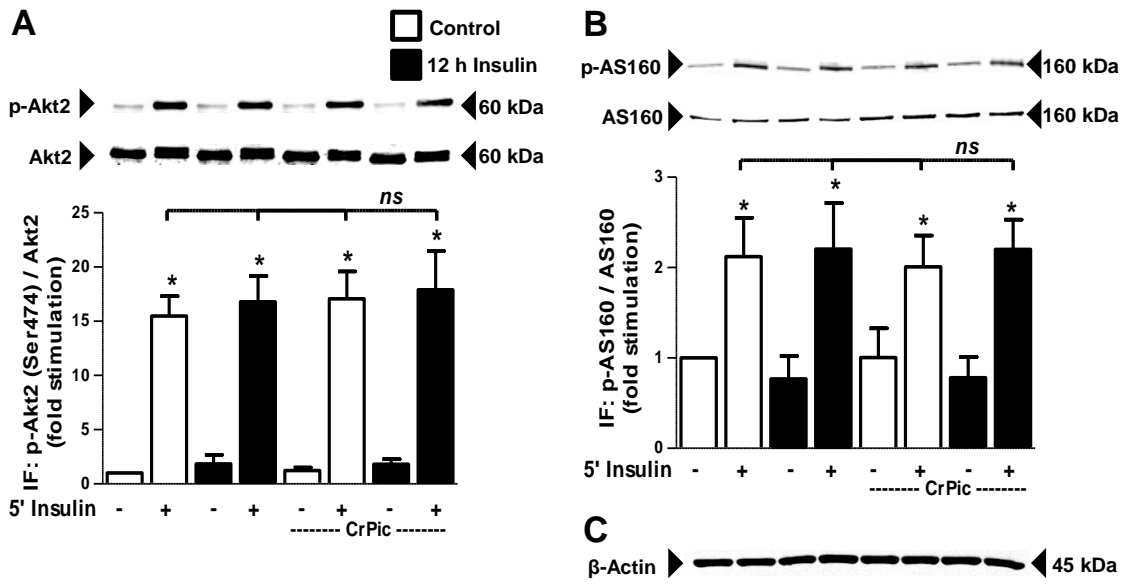 A
Control
12 h Insulin
p-Akt2 60 kDa
Akt2 60 kDa
ns
IF: p-Akt2 (Ser474) / Akt2
(fold stimulation)
25
20
15
10
5
0
* * * *
5' Insulin - + - + - + - +
-------- CrPic --------
B
p-AS160 160 kDa
AS160 160 kDa
ns
IF: p-AS160 / AS160
(fold stimulation)
3
2
1
0
* * * *
5' Insulin - + - + - + - +
-------- CrPic --------
C
β-Actin 45 kDa